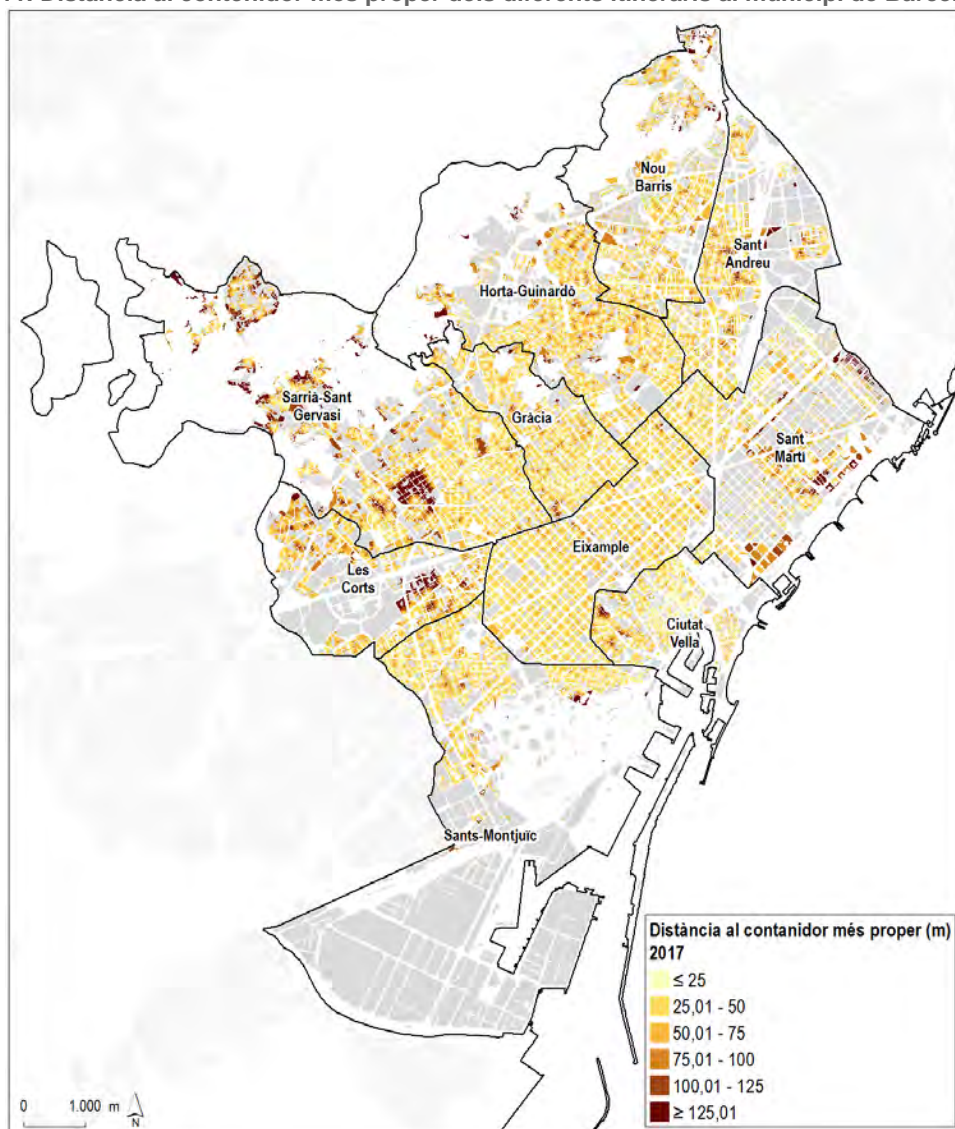 Distància al contenidor més proper dels diferents itineraris al municipi de
Nou
Barris
Sant
Andreu
Horta-Guinardó
Sarrià-Sant
Gervasi
Gràcia
Sant
Martí
Eixample
Les
Corts
Ciutat
Vella
Sants-Montjuïc
Distància al contanidor més proper (m)
2017
≤ 25
25,01 - 50
50,01 - 75
75,01 - 100
100,01 - 125
≥ 125,01
0 1.000 m
N